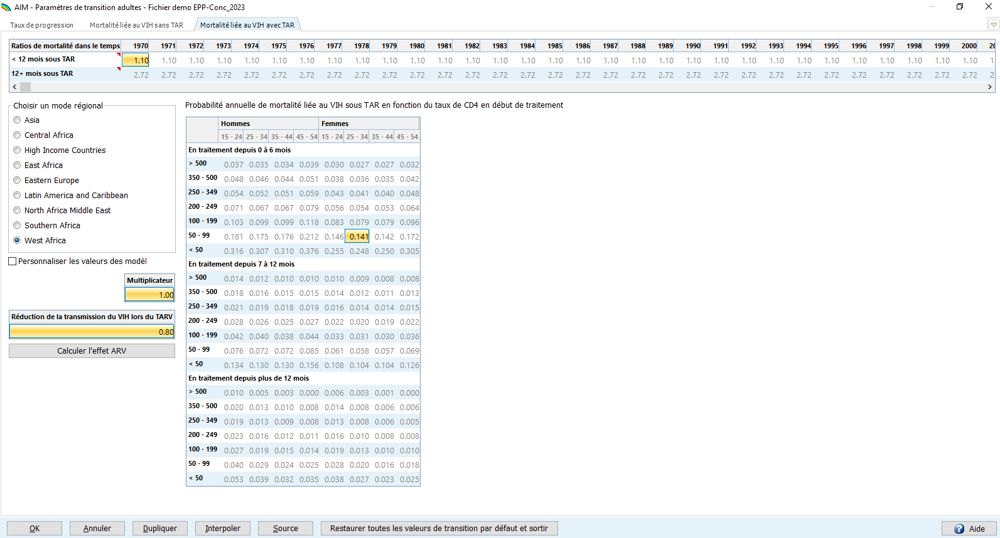 AIM - Paramètres de transition adultes - Fichier demo EPP-Conc_2023
Taux de progression Mortalité liée au VIH sans TAR Mortalité liée au VIH avec TAR
Ratios de mortalité dans le temps 1970 1971 1972 1973 1974 1975 1976 1977 1978 1979 1980 1981 1982 1983 1984 1985 1986 1987 1988 1989 1990 1991 1992 1993 1994 1995 1996 1997 1998 1999 2000
< 12 mois sous TAR 1.10 1.10 1.10 1.10 1.10 1.10 1.10 1.10 1.10 1.10 1.10 1.10 1.10 1.10 1.10 1.10 1.10 1.10 1.10 1.10 1.10 1.10 1.10 1.10 1.10 1.10 1.10 1.10 1.10 1.10 1.10
12+ mois sous TAR 2.72 2.72 2.72 2.72 2.72 2.72 2.72 2.72 2.72 2.72 2.72 2.72 2.72 2.72 2.72 2.72 2.72 2.72 2.72 2.72 2.72 2.72 2.72 2.72 2.72 2.72 2.72 2.72 2.72 2.72 2.72
Choisir un mode régional
Asia
Central Africa
High Income Countries
East Africa
Eastern Europe
Latin America and Caribbean
North Africa Middle East
Southern Africa
West Africa
Personnaliser les valeurs des modèl
Multiplicateur
1.00
Réduction de la transmission du VIH lors du TARV
0.80
Calculer l'effet ARV
Probabilité annuelle de mortalité liée au VIH sous TAR en fonction du taux de CD4 en début de traitement
Hommes Femmes
15 - 24 25 - 34 35 - 44 45 - 54 15 - 24 25 - 34 35 - 44 45 - 54
En traitement depuis 0 à 6 mois
> 500 0.037 0.035 0.034 0.039 0.030 0.027 0.027 0.032
350 - 500 0.048 0.046 0.044 0.051 0.038 0.036 0.035 0.042
250 - 349 0.054 0.052 0.051 0.059 0.043 0.041 0.040 0.048
200 - 249 0.071 0.067 0.067 0.079 0.056 0.054 0.053 0.064
100 - 199 0.103 0.099 0.099 0.118 0.083 0.079 0.079 0.096
50 - 99 0.181 0.175 0.176 0.212 0.146 0.141 0.142 0.172
< 50 0.316 0.307 0.310 0.376 0.255 0.248 0.250 0.305
En traitement depuis 7 à 12 mois
> 500 0.014 0.012 0.010 0.010 0.010 0.009 0.008 0.008
350 - 500 0.018 0.016 0.015 0.015 0.014 0.012 0.011 0.013
250 - 349 0.021 0.019 0.018 0.019 0.016 0.014 0.014 0.015
200 - 249 0.028 0.026 0.025 0.027 0.022 0.020 0.019 0.022
100 - 199 0.042 0.040 0.038 0.044 0.033 0.031 0.030 0.036
50 - 99 0.076 0.072 0.072 0.085 0.061 0.058 0.057 0.069
< 50 0.134 0.130 0.130 0.156 0.108 0.104 0.104 0.126
En traitement depuis plus de 12 mois
> 500 0.010 0.005 0.003 0.000 0.006 0.003 0.001 0.000
350 - 500 0.020 0.013 0.010 0.008 0.014 0.008 0.006 0.006
250 - 349 0.019 0.013 0.009 0.008 0.013 0.008 0.006 0.005
200 - 249 0.023 0.016 0.012 0.011 0.016 0.010 0.008 0.008
100 - 199 0.027 0.019 0.015 0.014 0.019 0.013 0.010 0.010
50 - 99 0.040 0.029 0.024 0.025 0.028 0.020 0.016 0.018
< 50 0.053 0.039 0.032 0.035 0.038 0.027 0.023 0.025
OK Annuler Dupliquer Interpoler Source Restaurer toutes les valeurs de transition par défaut et sortir Aide